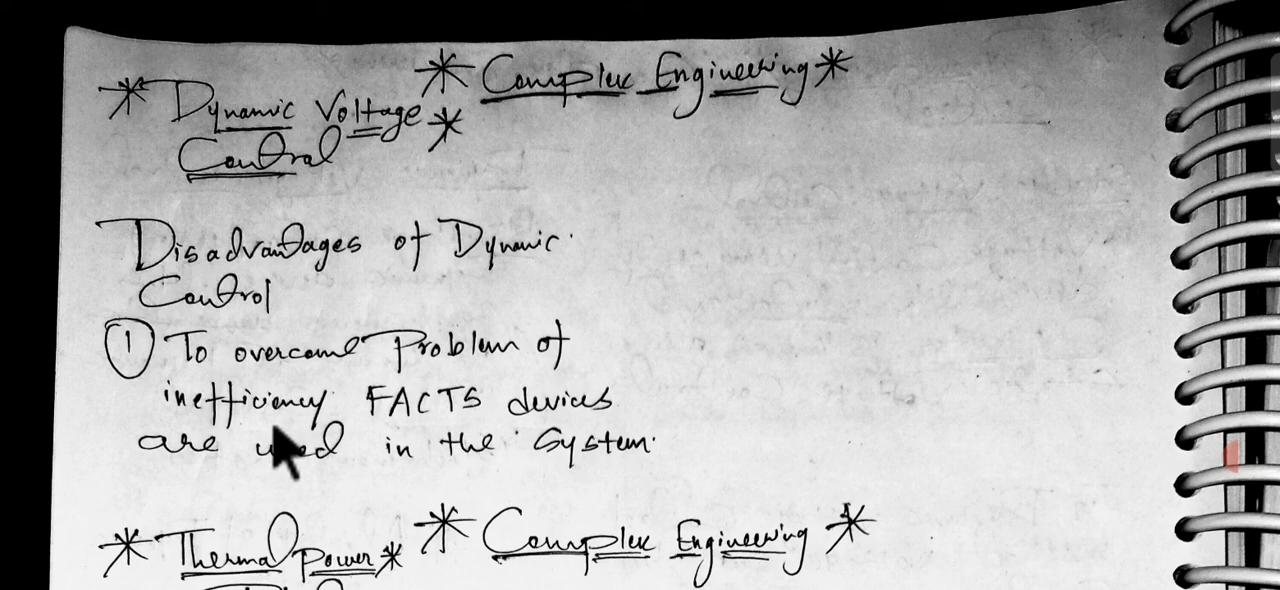 * Complex Engineering *
* Dynamic Voltage *
Control
Disadvantages of Dynamic
Control
① To overcome Problem of
inefficiency FACTS devices
are used in the System.
* Thermal Power * * Complex Engineering *